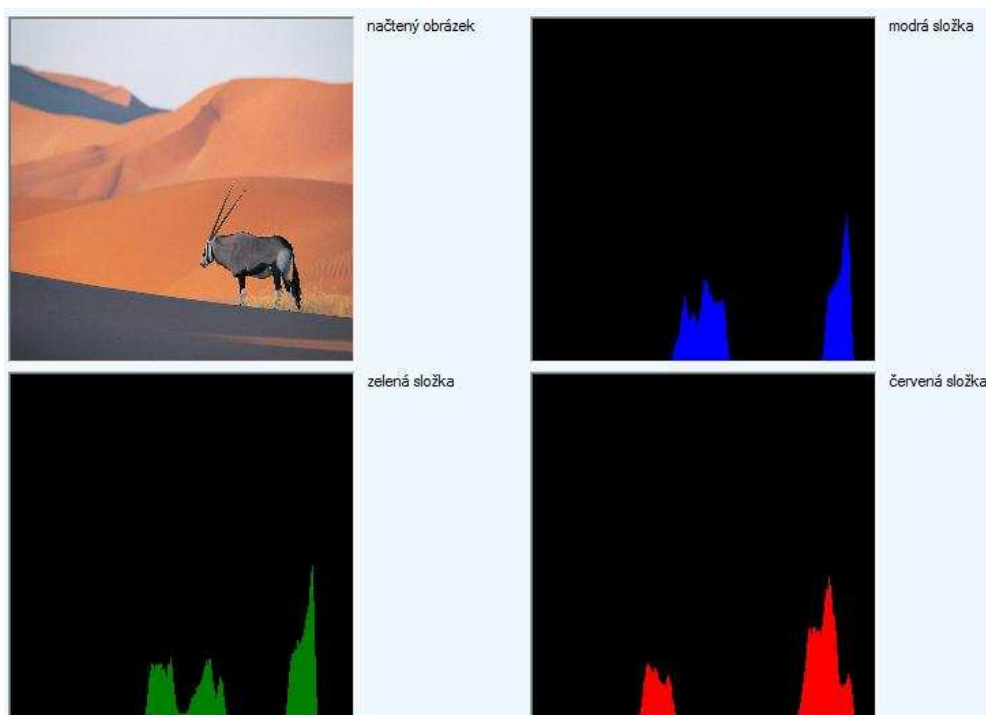 načtený obrázek
modrá složka
zelená složka
červená složka